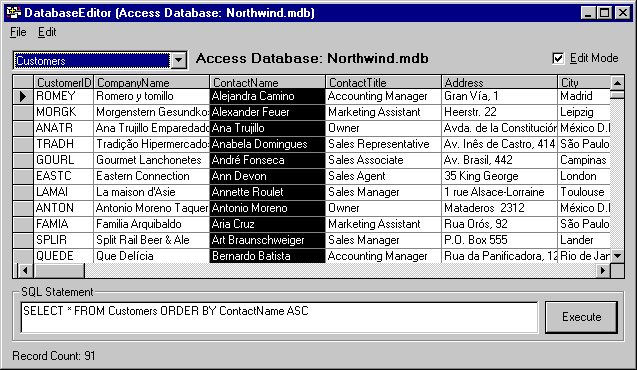 DatabaseEditor (Access Database: Northwind.mdb)
File Edit
Customers Access Database: Northwind.mdb Edit Mode
CustomerID CompanyName ContactName ContactTitle Address City
ROMEY Romero y tomillo Alejandra Camino Accounting Manager Gran Vía, 1 Madrid
MORGK Morgenstern Gesundko Alexander Feuer Marketing Assistant Heerstr. 22 Leipzig
ANATR Ana Trujillo Emparedado Ana Trujillo Owner Avda. de la Constitución México D.
TRADH Tradição Hipermercado Anabela Domingues Sales Representative Av. Inês de Castro, 414 São Paulo
GOURL Gourmet Lanchonetes André Fonseca Sales Associate Av. Brasil, 442 Campinas
EASTC Eastern Connection Ann Devon Sales Agent 35 King George London
LAMAI La maison d'Asie Annette Roulet Sales Manager 1 rue Alsace-Lorraine Toulouse
ANTON Antonio Moreno Taquer Antonio Moreno Owner Mataderos 2312 México D.
FAMIA Familia Arquibaldo Aria Cruz Marketing Assistant Rua Orós, 92 São Paulo
SPLIR Split Rail Beer & Ale Art Braunschweiger Sales Manager P.O. Box 555 Lander
QUEDE Que Delícia Bernardo Batista Accounting Manager Rua da Panificadora, 12 Rio de Jan
SQL Statement
SELECT * FROM Customers ORDER BY ContactName ASC
Execute
Record Count: 91